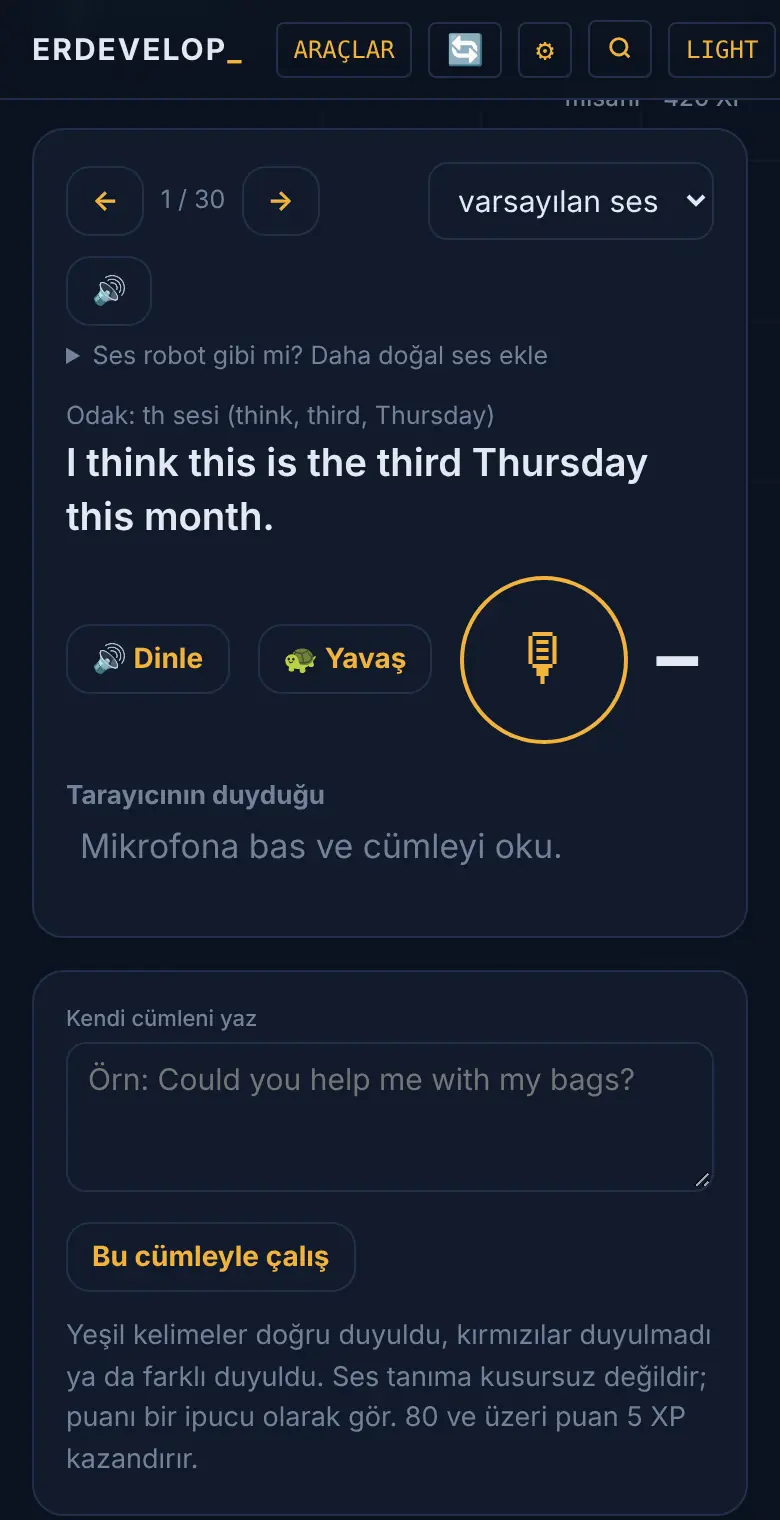 ERDEVELOP_ ARAÇLAR LIGHT
1 / 30 varsayılan ses
Ses robot gibi mi? Daha doğal ses ekle
Odak: th sesi (think, third, Thursday)
I think this is the third Thursday
this month.
Dinle Yavaş
Tarayıcının duyduğu
Mikrofona bas ve cümleyi oku.
Kendi cümleni yaz
Örn: Could you help me with my bags?
Bu cümleyle çalış
Yeşil kelimeler doğru duyuldu, kırmızılar duyulmadı
ya da farklı duyuldu. Ses tanıma kusursuz değildir;
puanı bir ipucu olarak gör. 80 ve üzeri puan 5 XP
kazandırır.